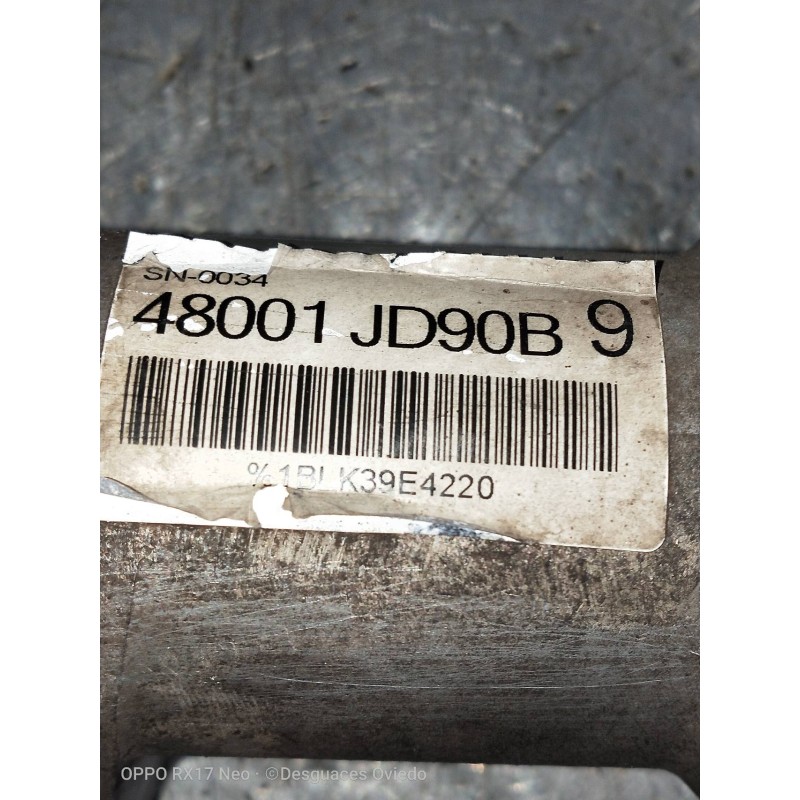 SN-0034
48001 JD90B 9
%1BLK39E4220
OPPO RX17 Neo · ©Desguaces Oviedo